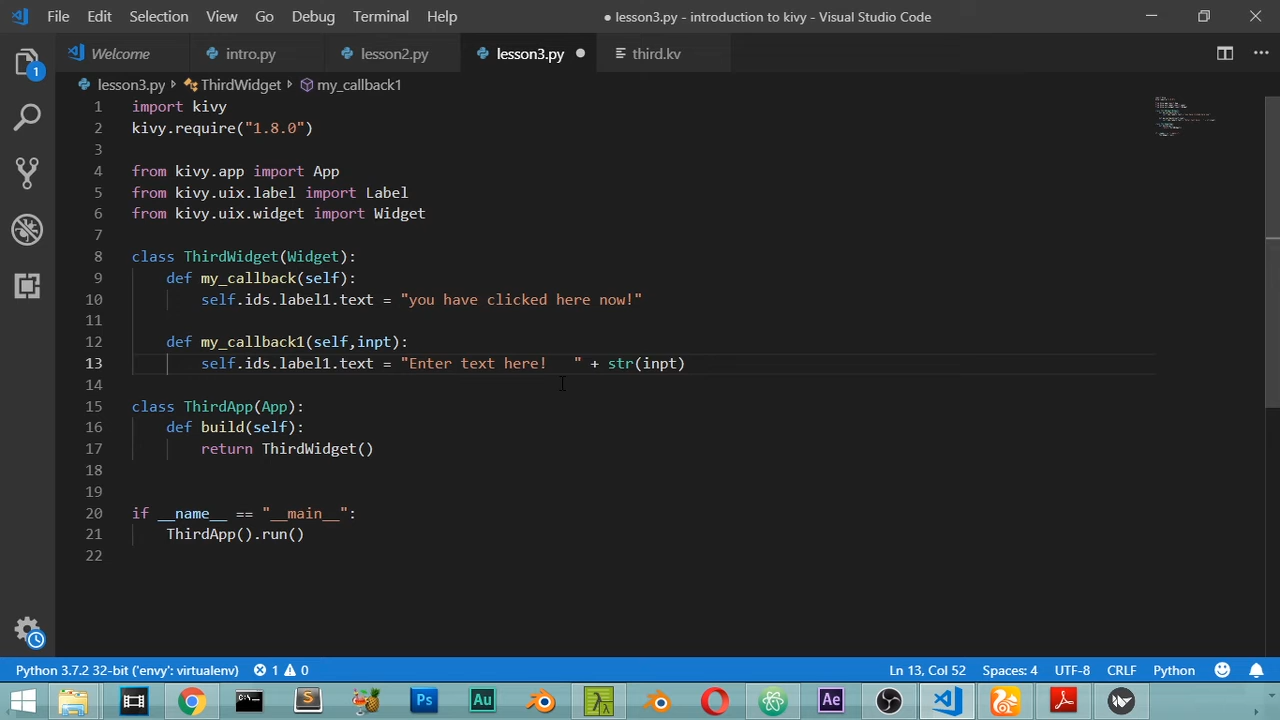 File Edit Selection View Go Debug Terminal Help ● lesson3.py - introduction to kivy - Visual Studio Code
Welcome intro.py lesson2.py lesson3.py third.kv
lesson3.py ThirdWidget my_callback1
1 import kivy
2 kivy.require("1.8.0")
3
4 from kivy.app import App
5 from kivy.uix.label import Label
6 from kivy.uix.widget import Widget
7
8 class ThirdWidget(Widget):
9 def my_callback(self):
10 self.ids.label1.text = "you have clicked here now!"
11
12 def my_callback1(self,inpt):
13 self.ids.label1.text = "Enter text here!   " + str(inpt)
14
15 class ThirdApp(App):
16 def build(self):
17 return ThirdWidget()
18
19
20 if __name__ == "__main__":
21 ThirdApp().run()
22
1
Python 3.7.2 32-bit ('envy': virtualenv) 1 0 Ln 13, Col 52 Spaces: 4 UTF-8 CRLF Python
S Ps Au λ Ae